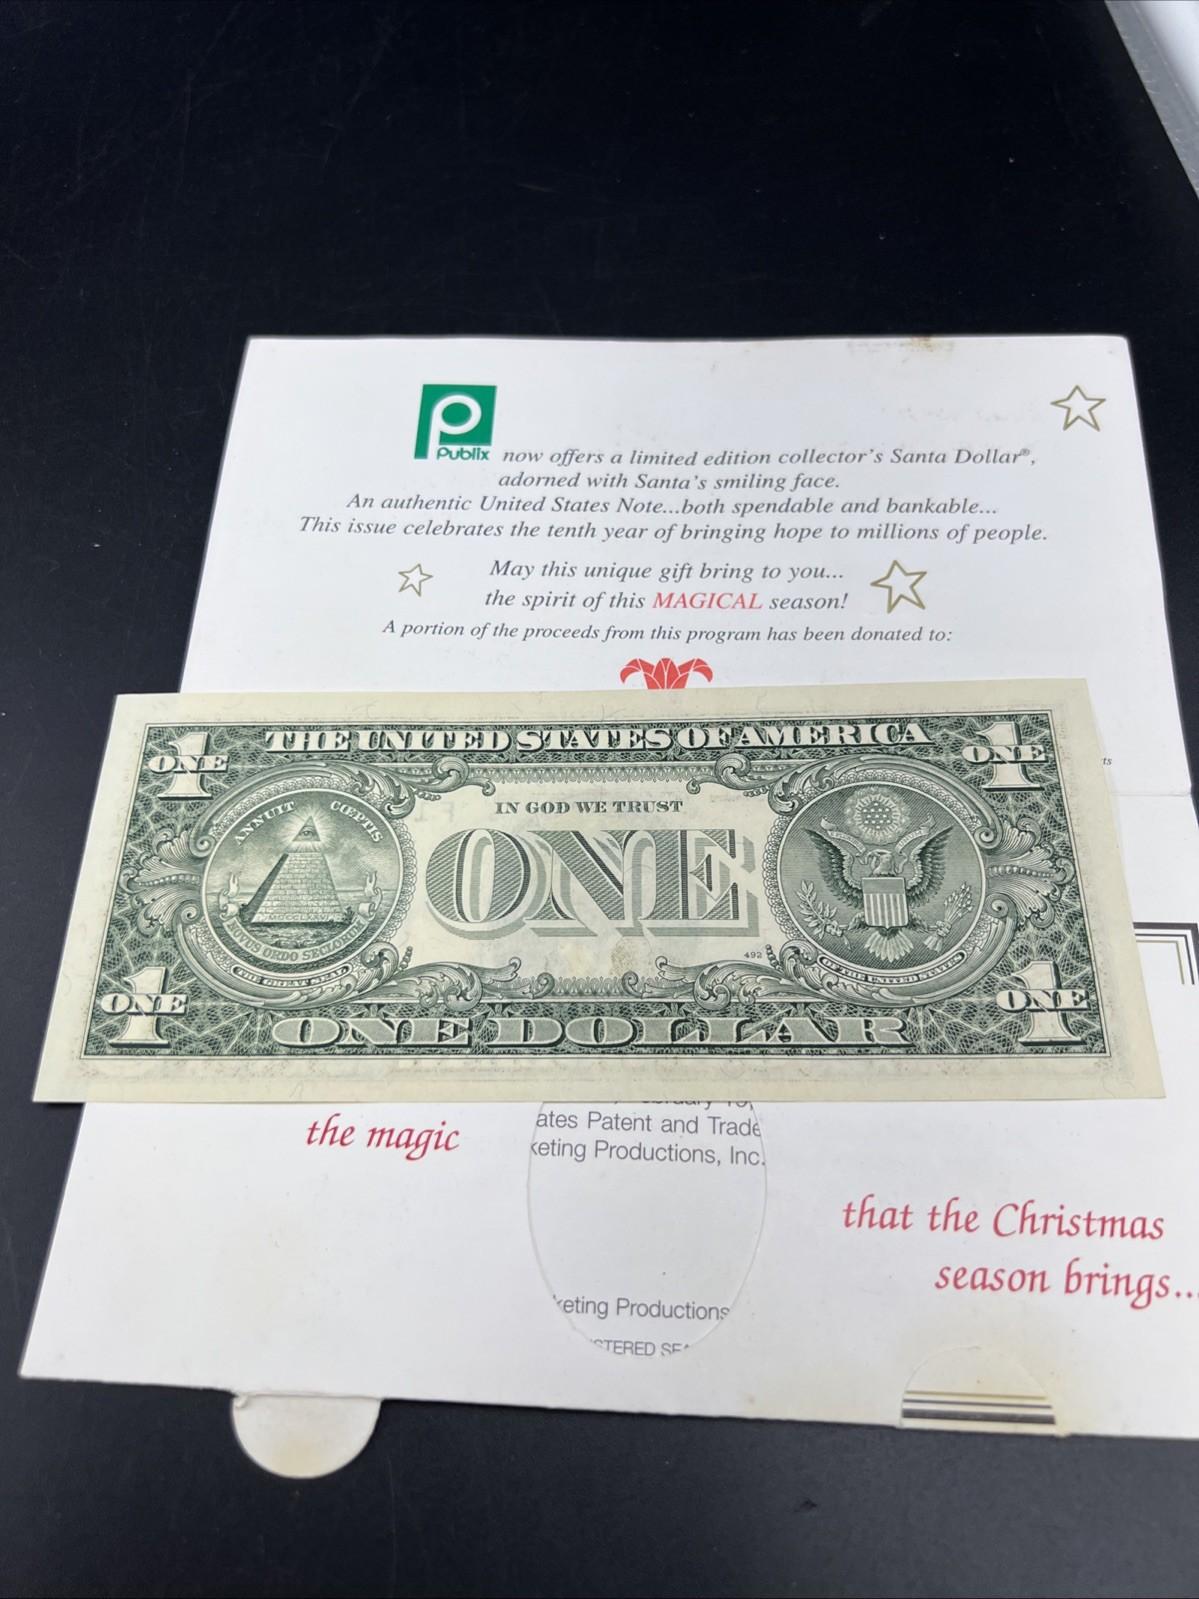 Publix now offers a limited edition collector's Santa Dollar®,
adorned with Santa's smiling face.
An authentic United States Note...both spendable and bankable...
This issue celebrates the tenth year of bringing hope to millions of people.
May this unique gift bring to you...
the spirit of this MAGICAL season!
A portion of the proceeds from this program has been donated to:
ts
1 ONE
THE UNITED STATES OF AMERICA
1 ONE
ANNUIT CŒPTIS
IN GOD WE TRUST
ONE
MDCCLXXVI
NOVUS ORDO SECLORUM
THE GREAT SEAL
492
OF THE UNITED STATES
1 ONE
ONE DOLLAR
1 ONE
the magic
ates Patent and Trade
keting Productions, Inc.
that the Christmas
season brings...
keting Productions
STERED SEA